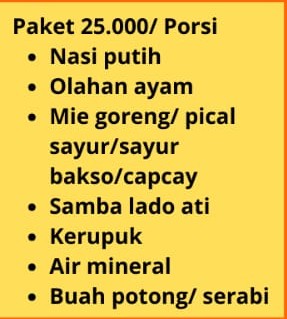 Paket 25.000/ Porsi
• Nasi putih
• Olahan ayam
• Mie goreng/ pical
sayur/sayur
bakso/capcay
• Samba lado ati
• Kerupuk
• Air mineral
• Buah potong/ serabi